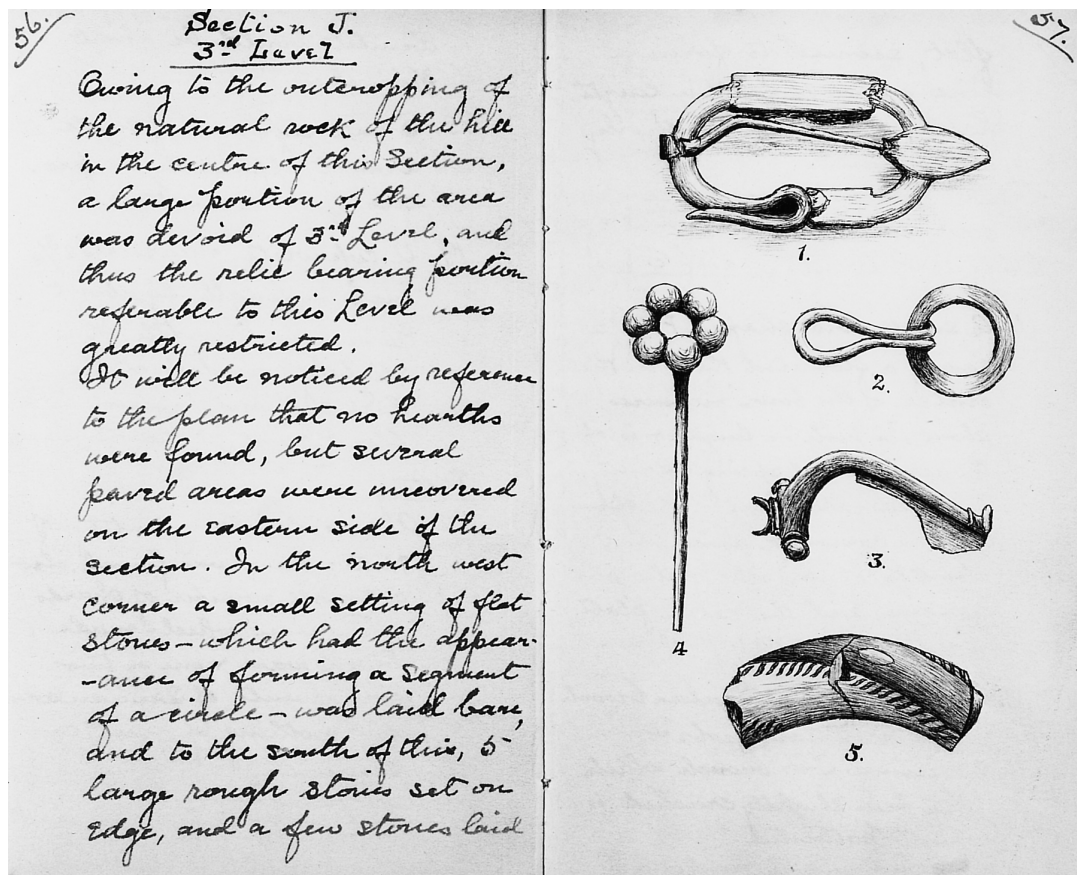 56.
Section J.
3rd Level
Owing to the outcropping of
the natural rock of the hill
in the centre of this Section,
a large portion of the area
was devoid of 3rd Level, and
thus the relic bearing portion
referable to this Level was
greatly restricted.
It will be noticed by reference
to the plan that no hearths
were found, but several
paved areas were uncovered
on the eastern side of the
section. In the north west
corner a small setting of flat
stones - which had the appear-
-ance of forming a segment
of a circle - was laid bare,
and to the south of this, 5
large rough stones set on
edge, and a few stones laid
57.
1.
2.
3.
4
5.